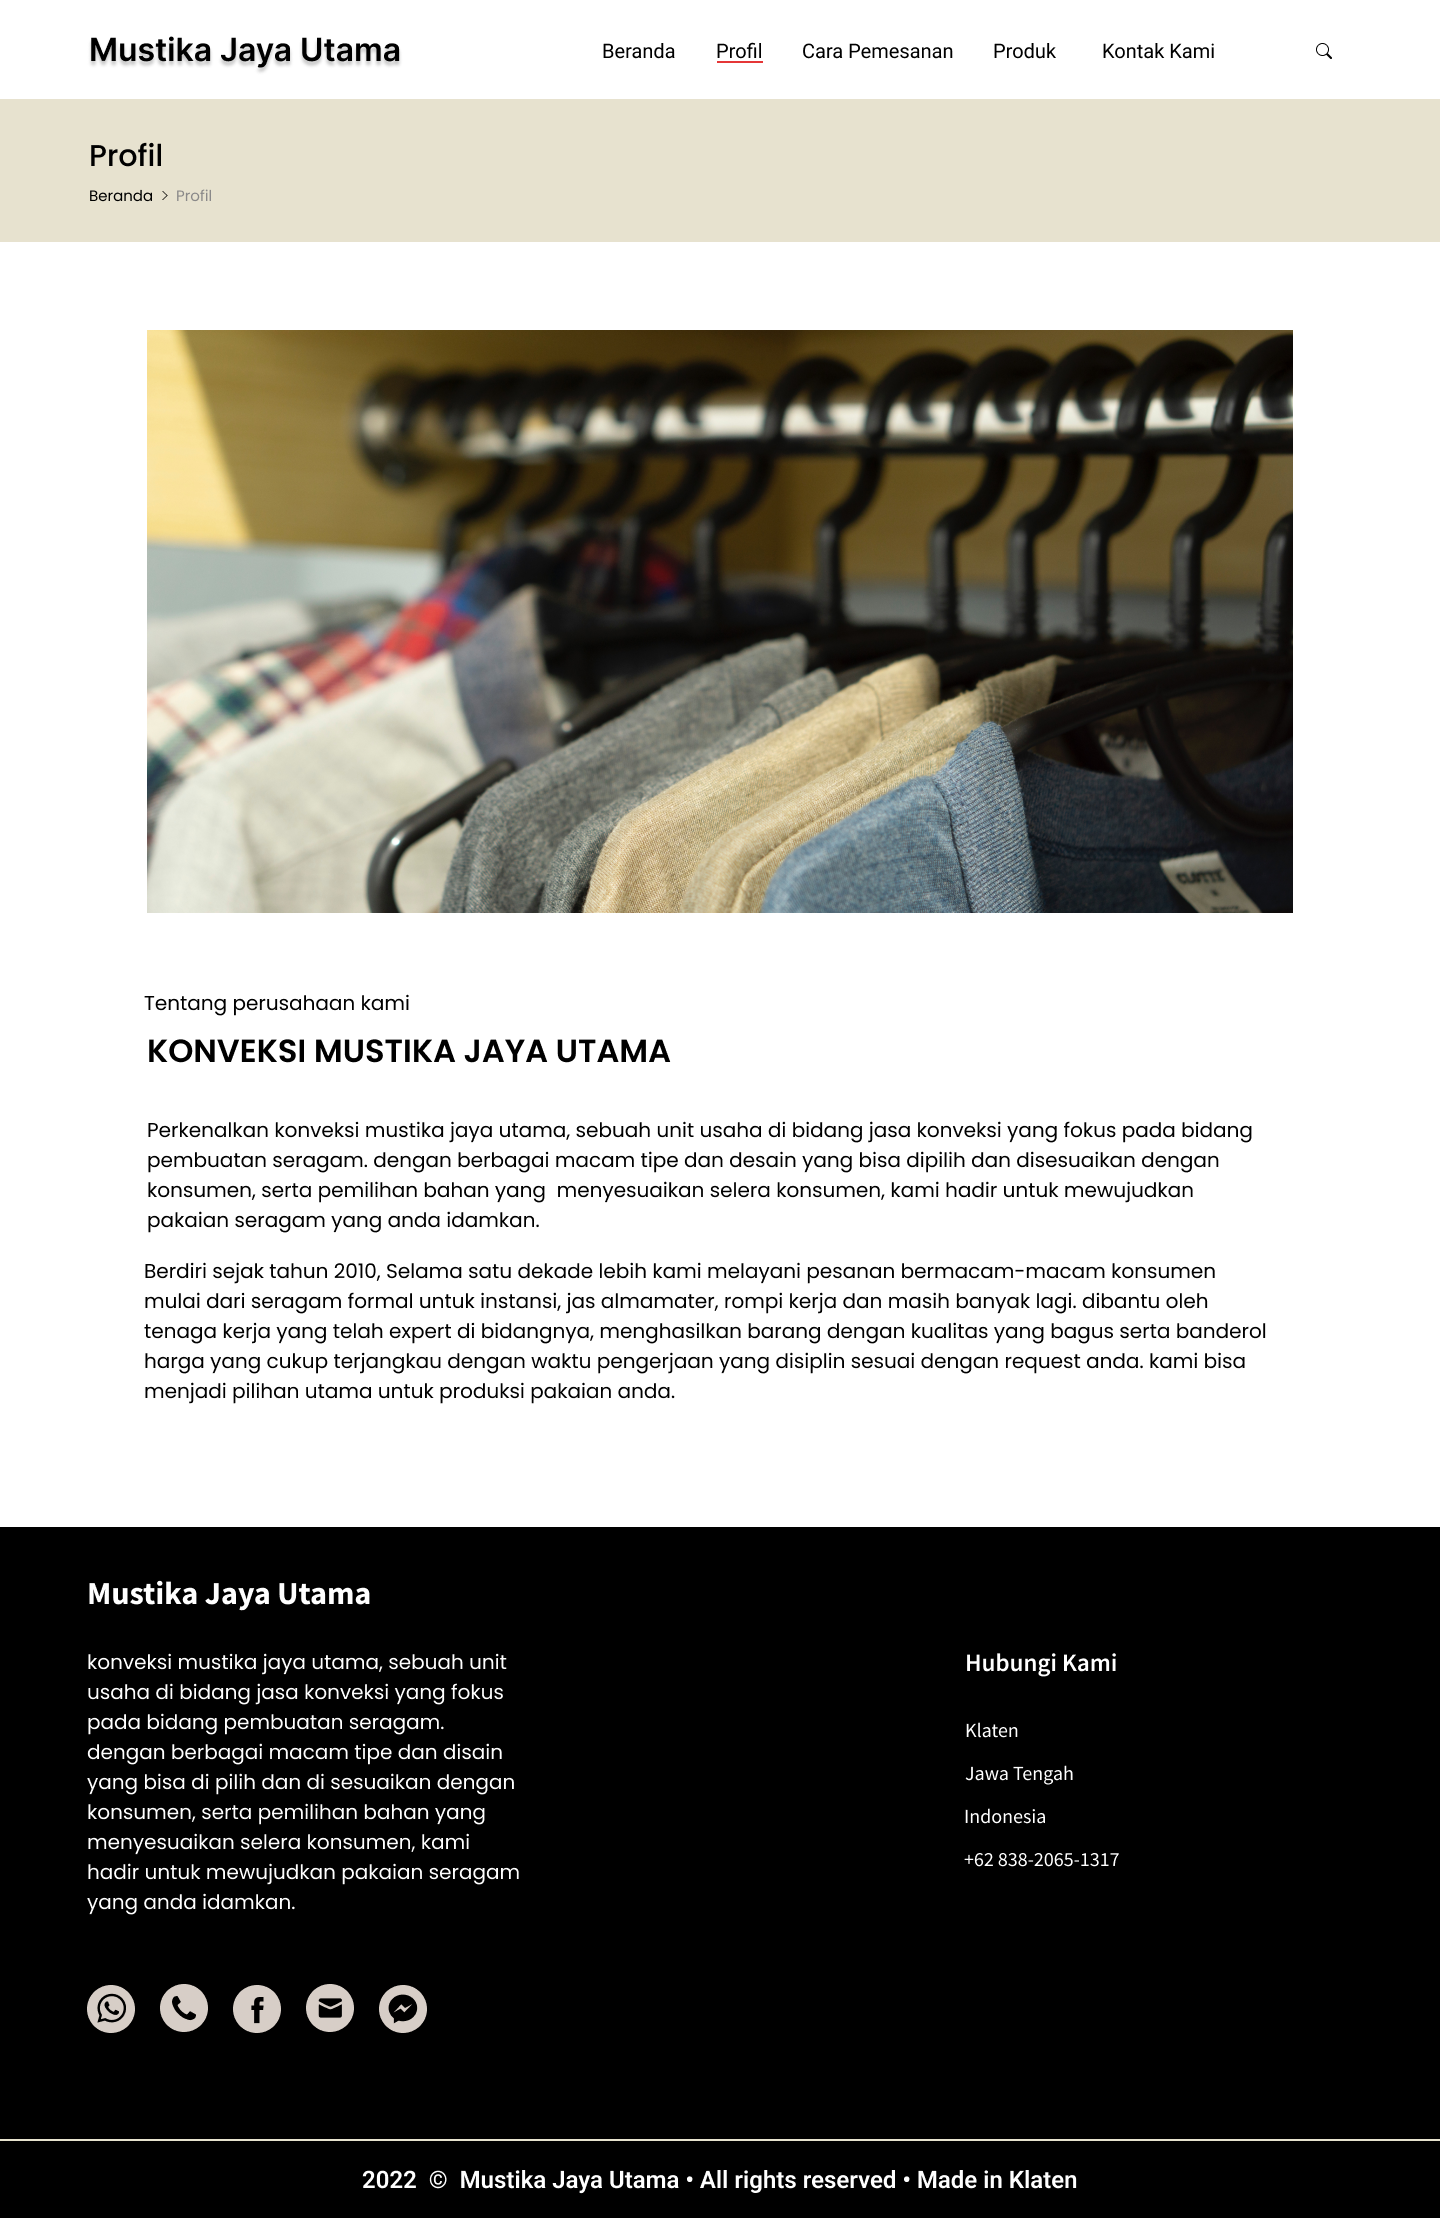 Mustika Jaya Utama
Beranda Profil Cara Pemesanan Produk Kontak Kami
Profil
Beranda > Profil
CLOTTE
Tentang perusahaan kami
KONVEKSI MUSTIKA JAYA UTAMA
Perkenalkan konveksi mustika jaya utama, sebuah unit usaha di bidang jasa konveksi yang fokus pada bidang
pembuatan seragam. dengan berbagai macam tipe dan desain yang bisa dipilih dan disesuaikan dengan
konsumen, serta pemilihan bahan yang  menyesuaikan selera konsumen, kami hadir untuk mewujudkan
pakaian seragam yang anda idamkan.
Berdiri sejak tahun 2010, Selama satu dekade lebih kami melayani pesanan bermacam-macam konsumen
mulai dari seragam formal untuk instansi, jas almamater, rompi kerja dan masih banyak lagi. dibantu oleh
tenaga kerja yang telah expert di bidangnya, menghasilkan barang dengan kualitas yang bagus serta banderol
harga yang cukup terjangkau dengan waktu pengerjaan yang disiplin sesuai dengan request anda. kami bisa
menjadi pilihan utama untuk produksi pakaian anda.
Mustika Jaya Utama
konveksi mustika jaya utama, sebuah unit
usaha di bidang jasa konveksi yang fokus
pada bidang pembuatan seragam.
dengan berbagai macam tipe dan disain
yang bisa di pilih dan di sesuaikan dengan
konsumen, serta pemilihan bahan yang
menyesuaikan selera konsumen, kami
hadir untuk mewujudkan pakaian seragam
yang anda idamkan.
Hubungi Kami
Klaten
Jawa Tengah
Indonesia
+62 838-2065-1317
2022 © Mustika Jaya Utama • All rights reserved • Made in Klaten